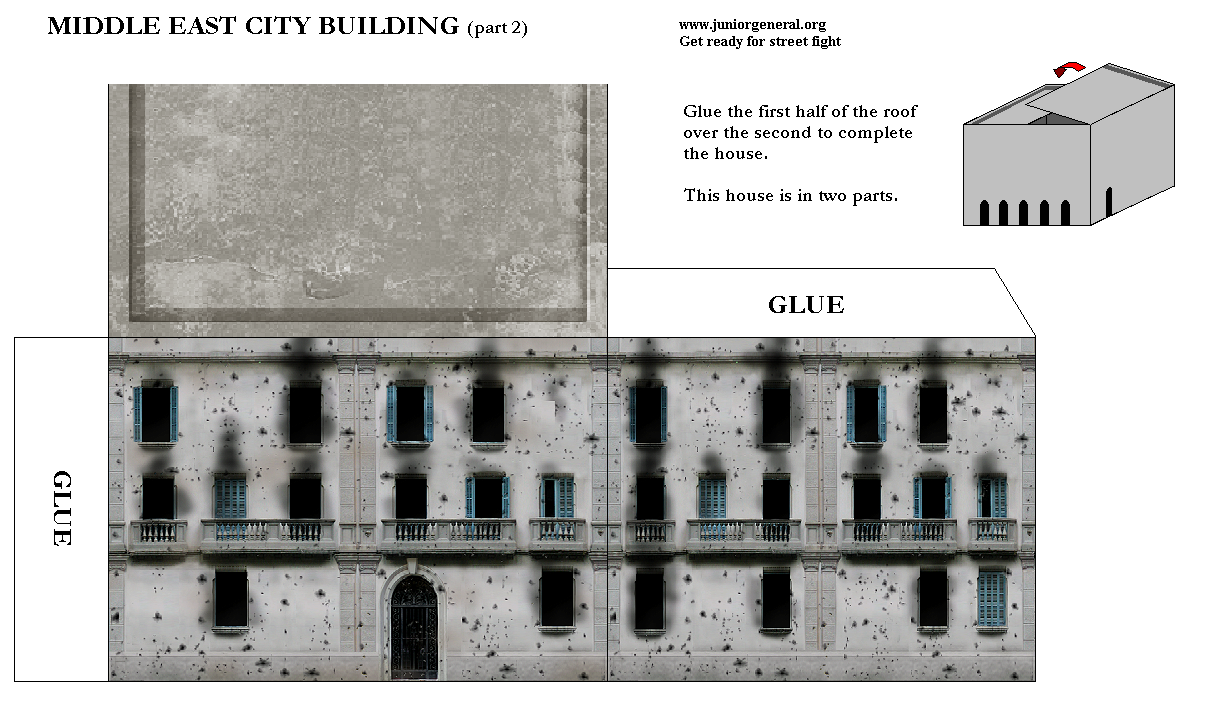 MIDDLE EAST CITY BUILDING (part 2)
www.juniorgeneral.org
Get ready for street fight
Glue the first half of the roof
over the second to complete
the house.
This house is in two parts.
GLUE
GLUE